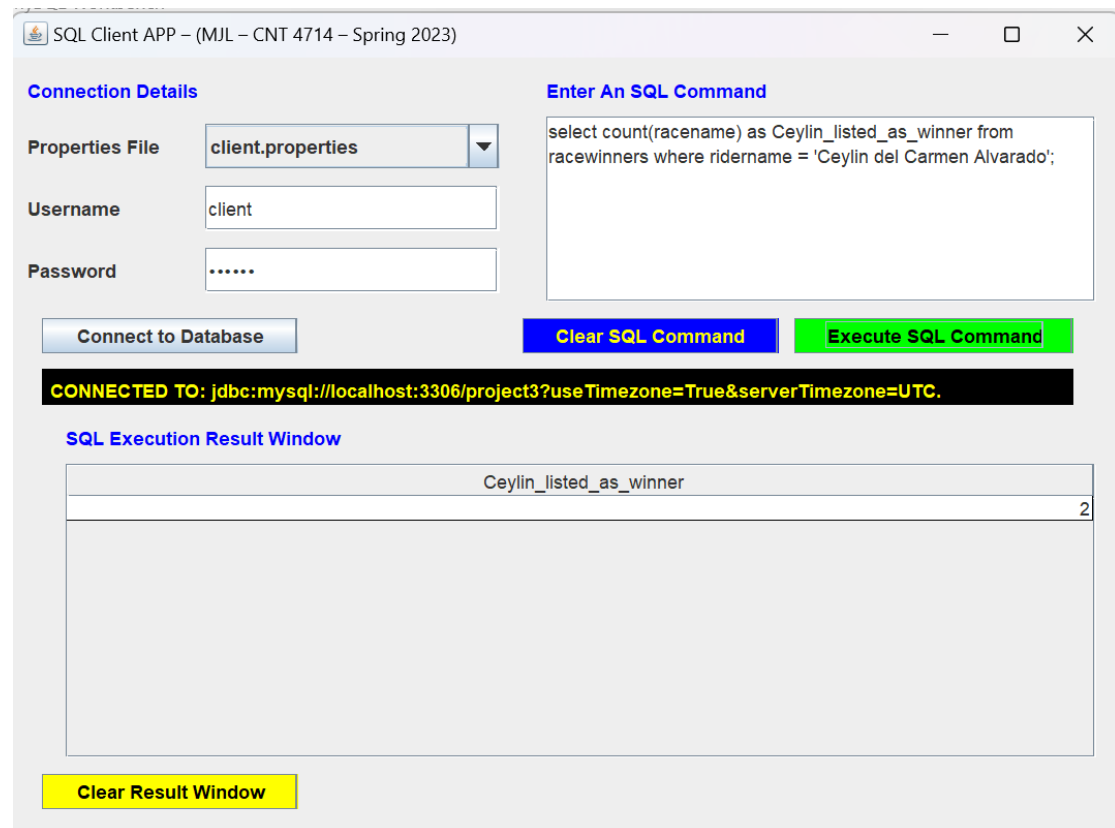 SQL Client APP – (MJL – CNT 4714 – Spring 2023)
Connection Details
Properties File
client.properties
Username
client
Password
••••••
Connect to Database
Enter An SQL Command
select count(racename) as Ceylin_listed_as_winner from
racewinners where ridername = 'Ceylin del Carmen Alvarado';
Clear SQL Command
Execute SQL Command
CONNECTED TO: jdbc:mysql://localhost:3306/project3?useTimezone=True&serverTimezone=UTC.
SQL Execution Result Window
Ceylin_listed_as_winner
2
Clear Result Window